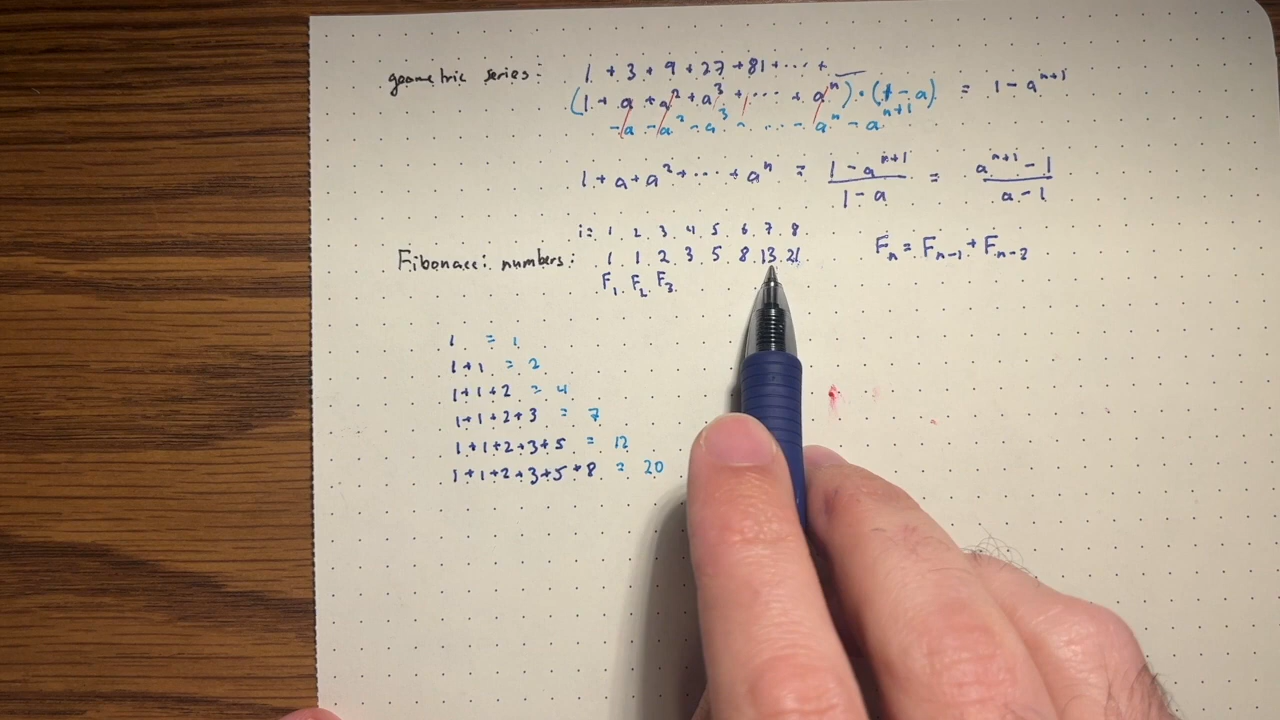 geometric series: 1 + 3 + 9 + 27 + 81 + ... +
(1 + a + a² + a³ + ... + aⁿ) · (1 - a) = 1 - aⁿ⁺¹
- a - a² - a³ - ... - aⁿ - aⁿ⁺¹
1 + a + a² + ... + aⁿ = (1 - aⁿ⁺¹)/(1 - a) = (aⁿ⁺¹ - 1)/(a - 1)
i = 1 2 3 4 5 6 7 8
Fibonacci numbers: 1 1 2 3 5 8 13 21 Fₙ = Fₙ₋₁ + Fₙ₋₂
F₁ F₂ F₃
1 = 1
1+1 = 2
1+1+2 = 4
1+1+2+3 = 7
1+1+2+3+5 = 12
1+1+2+3+5+8 = 20